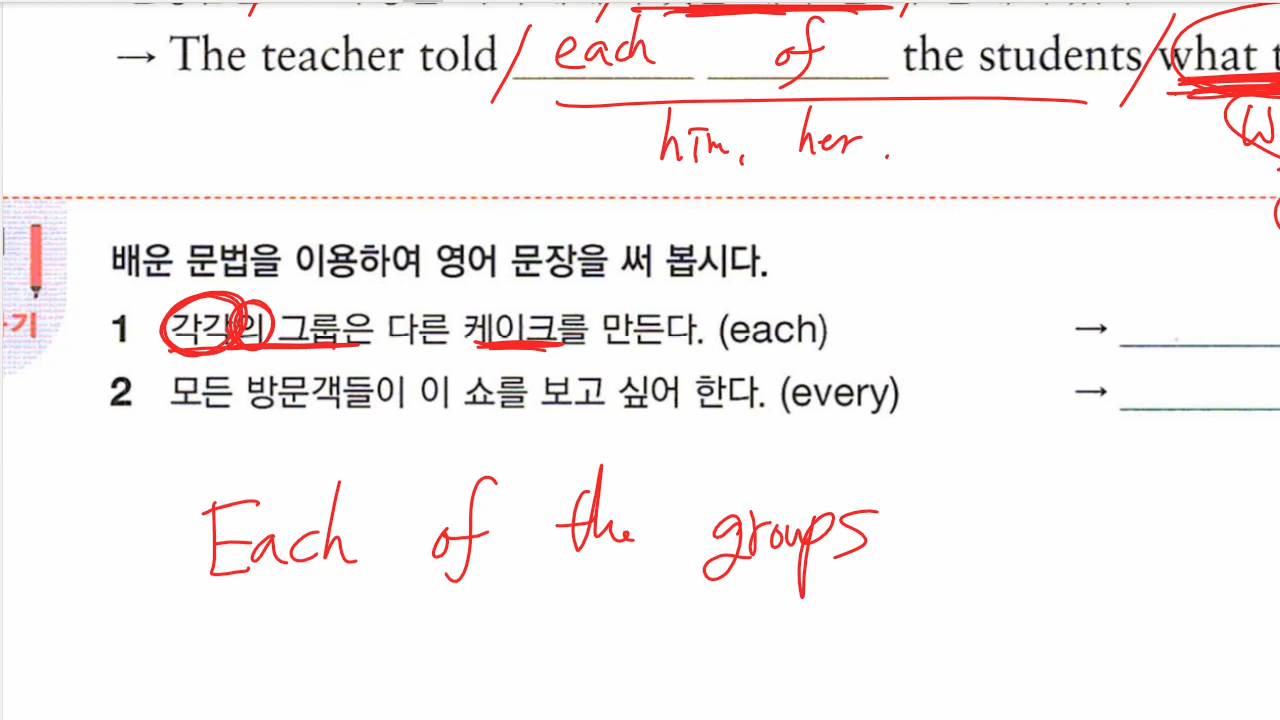 → The teacher told each of the students what
him, her.
배운 문법을 이용하여 영어 문장을 써 봅시다.
1 각각의 그룹은 다른 케이크를 만든다. (each) →
2 모든 방문객들이 이 쇼를 보고 싶어 한다. (every) →
Each of the groups